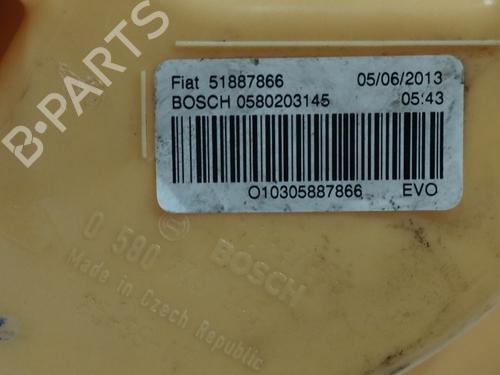 B-PARTS
Fiat 51887866 05/06/2013
BOSCH 0580203145 05:43
O10305887866 EVO
0 580
BOSCH
Made in Czech Republic